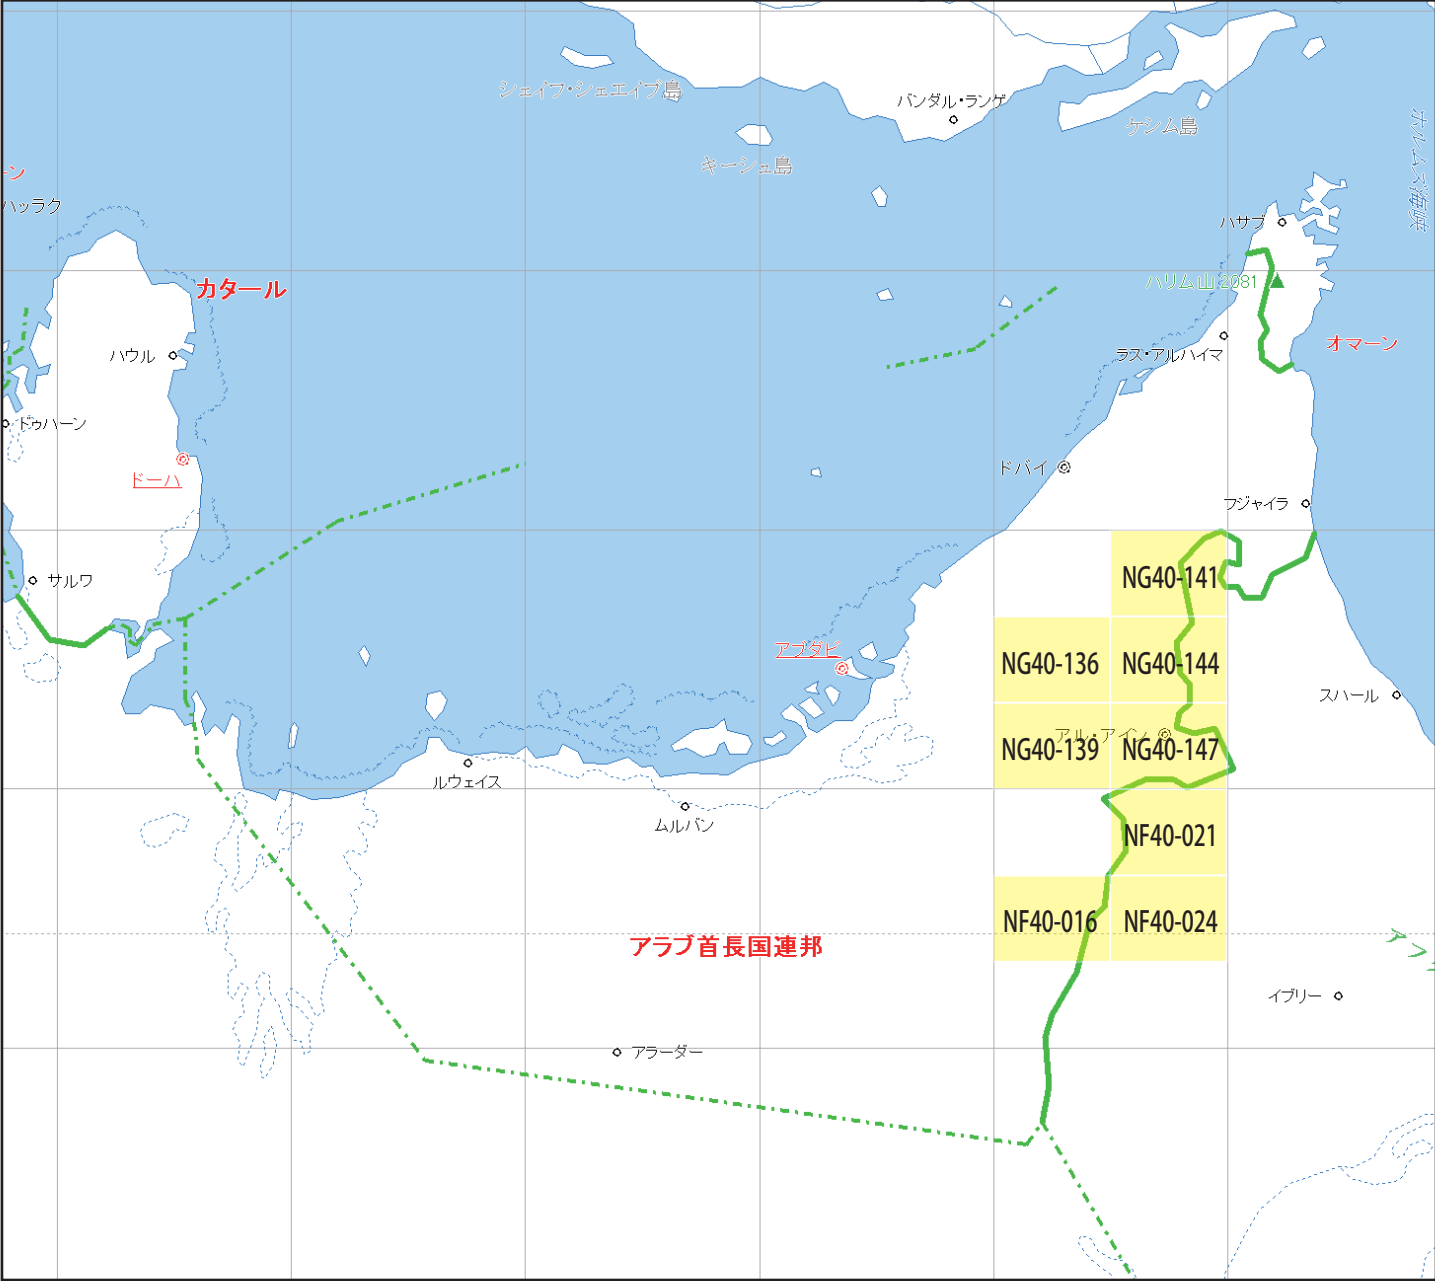 シェイフ・シェエイブ島
バンダル・ランゲ
ケシム島
ホルムズ海峡
キーシュ島
ーン
ハッラク
ハサブ
カタール
ハリム山 2081
オマーン
ハウル
ラス・アルハイマ
ドゥハーン
ドーハ
ドバイ
フジャイラ
サルワ
NG40-141
アブダビ
NG40-136
NG40-144
スハール
アル・アイン
NG40-139
NG40-147
ルウェイス
ムルバン
NF40-021
NF40-016
NF40-024
アラブ首長国連邦
イブリー
アラーダー